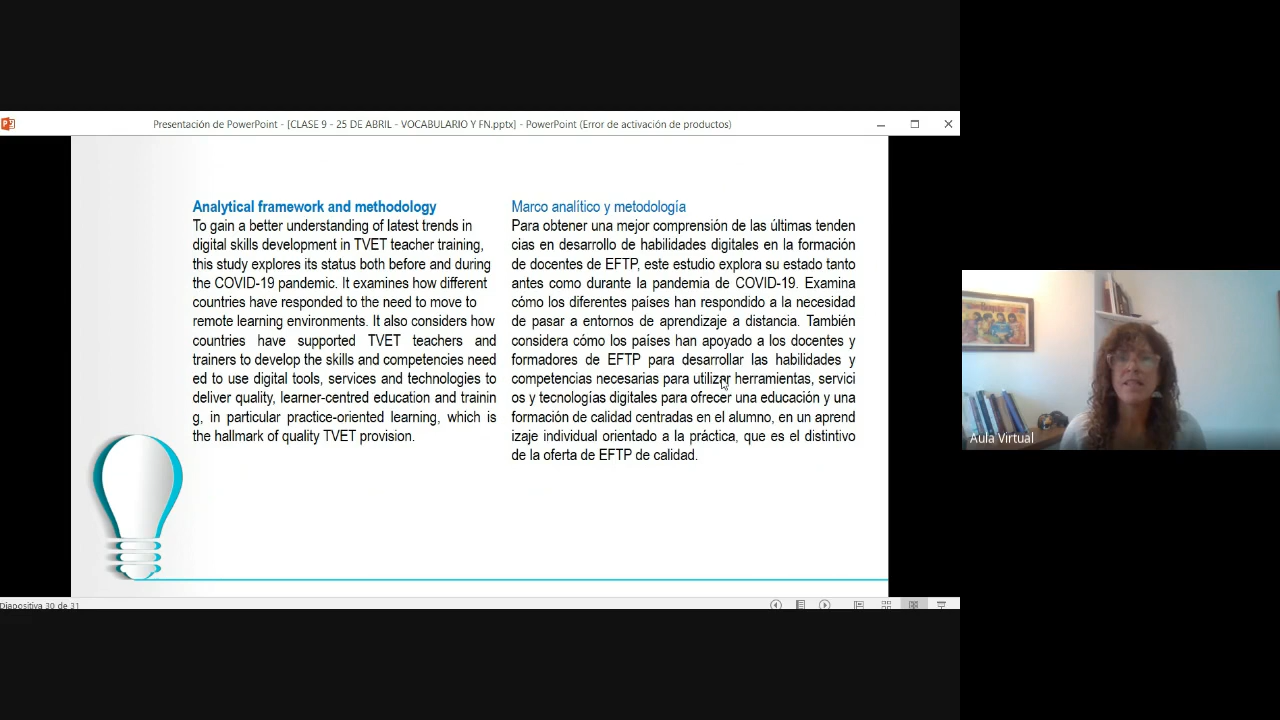 Presentación de PowerPoint - [CLASE 9 - 25 DE ABRIL - VOCABULARIO Y FN.pptx] - PowerPoint (Error de activación de productos)
Analytical framework and methodology
To gain a better understanding of latest trends in
digital skills development in TVET teacher training,
this study explores its status both before and during
the COVID-19 pandemic. It examines how different
countries have responded to the need to move to
remote learning environments. It also considers how
countries have supported TVET teachers and
trainers to develop the skills and competencies need
ed to use digital tools, services and technologies to
deliver quality, learner-centred education and trainin
g, in particular practice-oriented learning, which is
the hallmark of quality TVET provision.
Marco analítico y metodología
Para obtener una mejor comprensión de las últimas tenden
cias en desarrollo de habilidades digitales en la formación
de docentes de EFTP, este estudio explora su estado tanto
antes como durante la pandemia de COVID-19. Examina
cómo los diferentes países han respondido a la necesidad
de pasar a entornos de aprendizaje a distancia. También
considera cómo los países han apoyado a los docentes y
formadores de EFTP para desarrollar las habilidades y
competencias necesarias para utilizar herramientas, servici
os y tecnologías digitales para ofrecer una educación y una
formación de calidad centradas en el alumno, en un aprend
izaje individual orientado a la práctica, que es el distintivo
de la oferta de EFTP de calidad.
Diapositiva 30 de 31
Aula Virtual